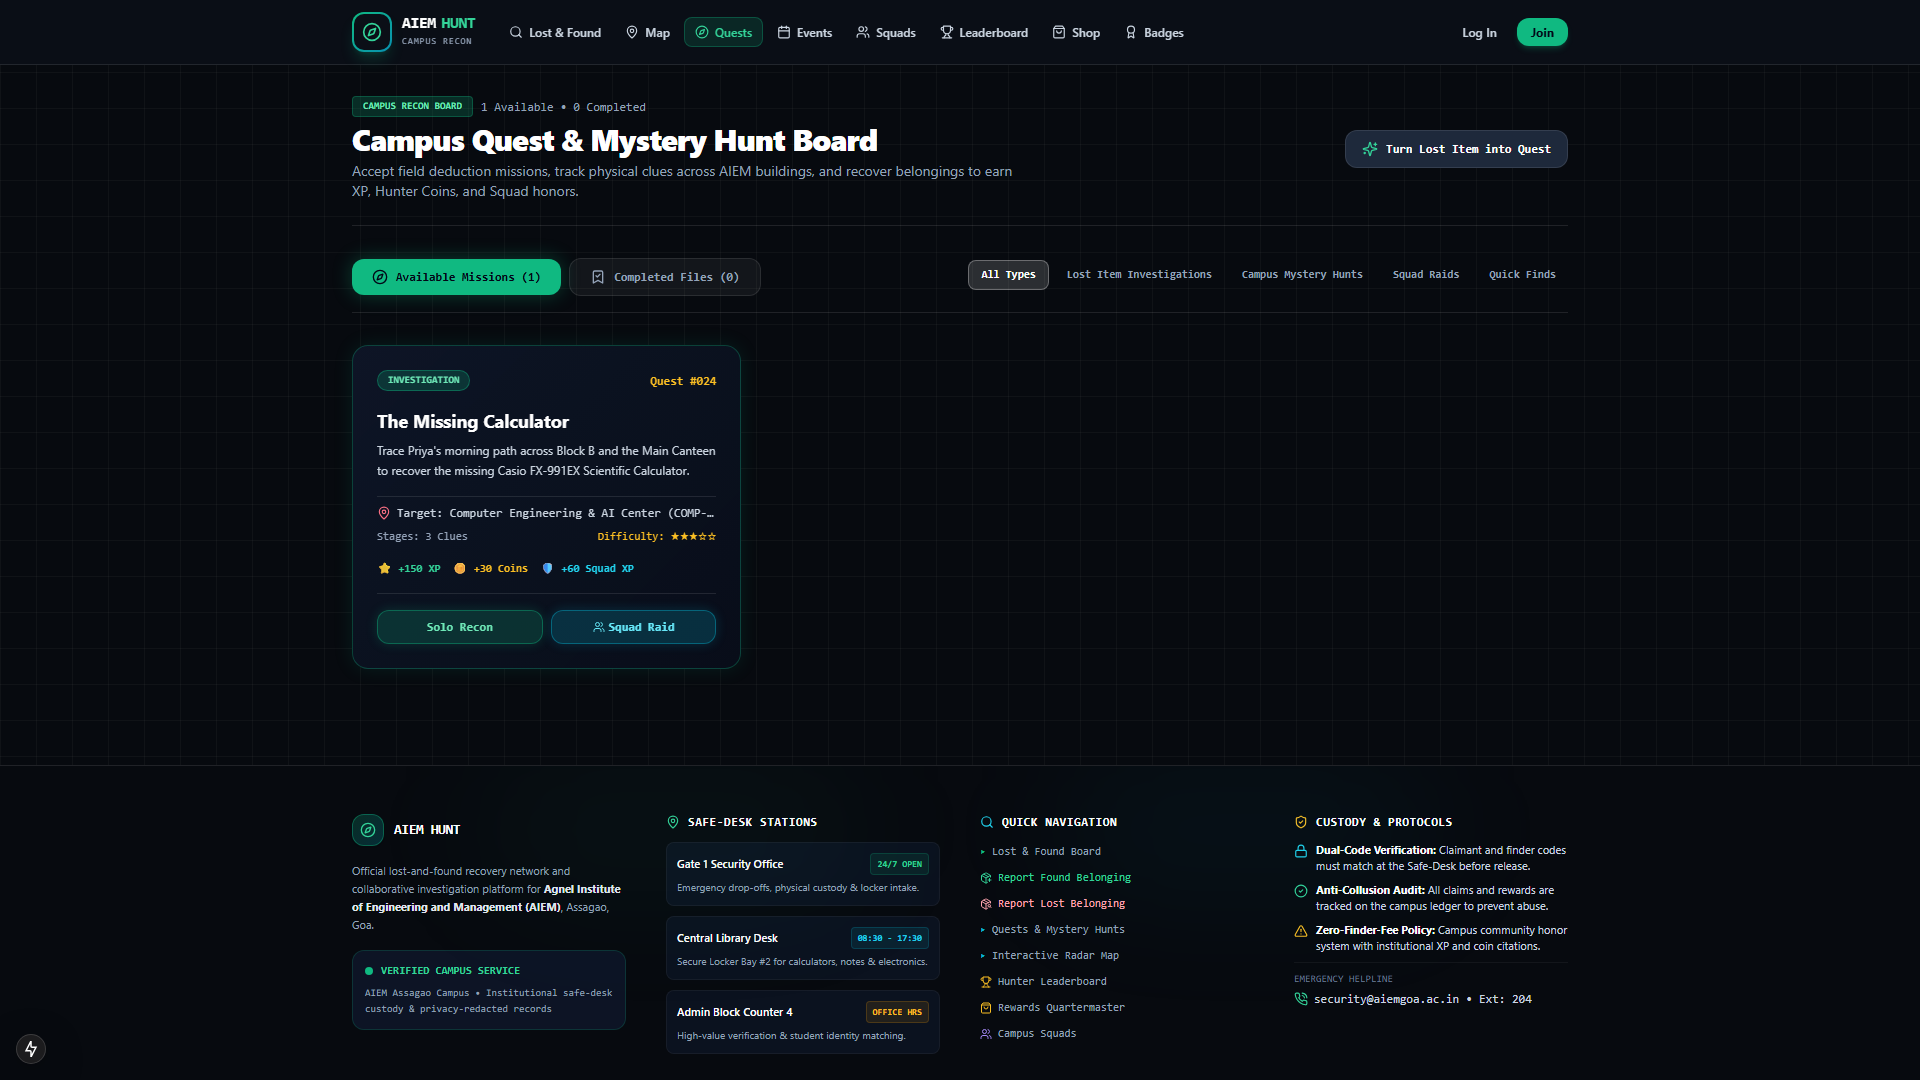 AIEM HUNT
CAMPUS RECON
Lost & Found
Map
Quests
Events
Squads
Leaderboard
Shop
Badges
Log In
Join
CAMPUS RECON BOARD
1 Available • 0 Completed
Campus Quest & Mystery Hunt Board
Accept field deduction missions, track physical clues across AIEM buildings, and recover belongings to earn
XP, Hunter Coins, and Squad honors.
Turn Lost Item into Quest
Available Missions (1)
Completed Files (0)
All Types
Lost Item Investigations
Campus Mystery Hunts
Squad Raids
Quick Finds
INVESTIGATION
Quest #024
The Missing Calculator
Trace Priya's morning path across Block B and the Main Canteen
to recover the missing Casio FX-991EX Scientific Calculator.
Target: Computer Engineering & AI Center (COMP-…
Stages: 3 Clues
Difficulty: ★★★☆☆
+150 XP
+30 Coins
+60 Squad XP
Solo Recon
Squad Raid
AIEM HUNT
Official lost-and-found recovery network and
collaborative investigation platform for Agnel Institute
of Engineering and Management (AIEM), Assagao,
Goa.
VERIFIED CAMPUS SERVICE
AIEM Assagao Campus • Institutional safe-desk
custody & privacy-redacted records
SAFE-DESK STATIONS
Gate 1 Security Office
24/7 OPEN
Emergency drop-offs, physical custody & locker intake.
Central Library Desk
08:30 - 17:30
Secure Locker Bay #2 for calculators, notes & electronics.
Admin Block Counter 4
OFFICE HRS
High-value verification & student identity matching.
QUICK NAVIGATION
Lost & Found Board
Report Found Belonging
Report Lost Belonging
Quests & Mystery Hunts
Interactive Radar Map
Hunter Leaderboard
Rewards Quartermaster
Campus Squads
CUSTODY & PROTOCOLS
Dual-Code Verification: Claimant and finder codes
must match at the Safe-Desk before release.
Anti-Collusion Audit: All claims and rewards are
tracked on the campus ledger to prevent abuse.
Zero-Finder-Fee Policy: Campus community honor
system with institutional XP and coin citations.
EMERGENCY HELPLINE
security@aiemgoa.ac.in • Ext: 204